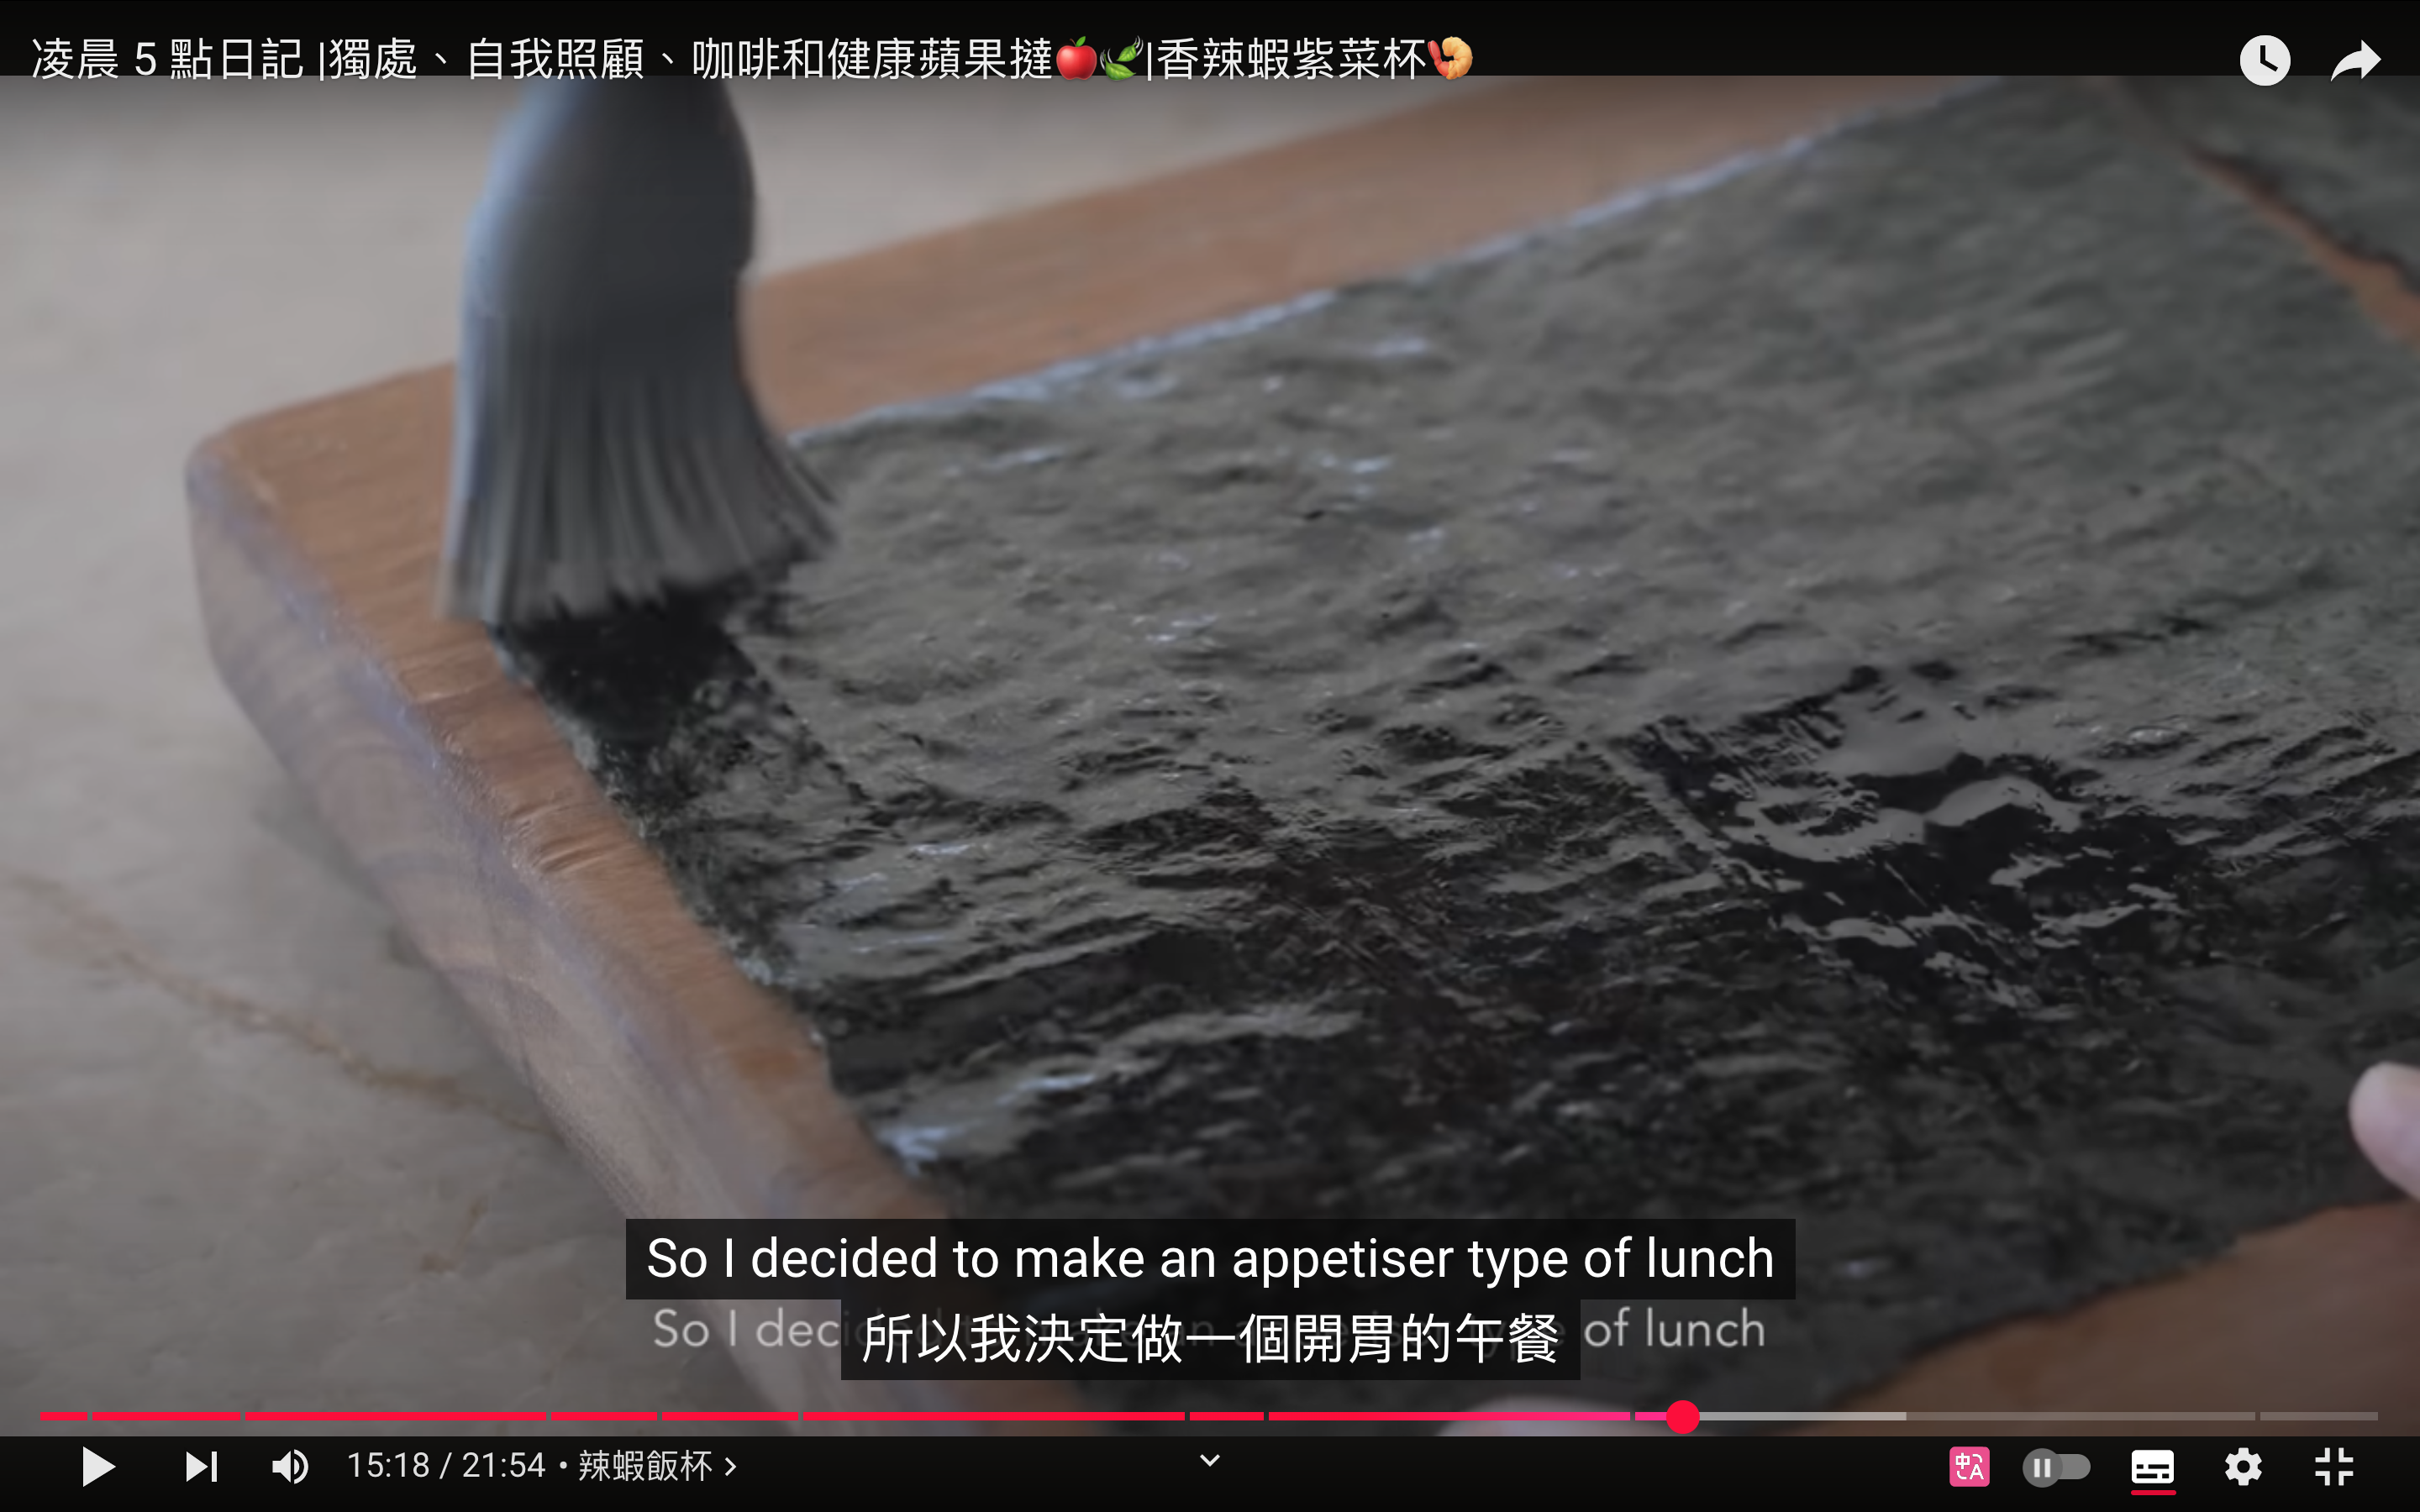 凌晨 5 點日記 |獨處、自我照顧、咖啡和健康蘋果撻🍎🌿|香辣蝦紫菜杯🍤
So I decided to make an appetiser type of lunch
So I deci
of lunch
所以我決定做一個開胃的午餐
15:18 / 21:54 • 辣蝦飯杯 ›
中A